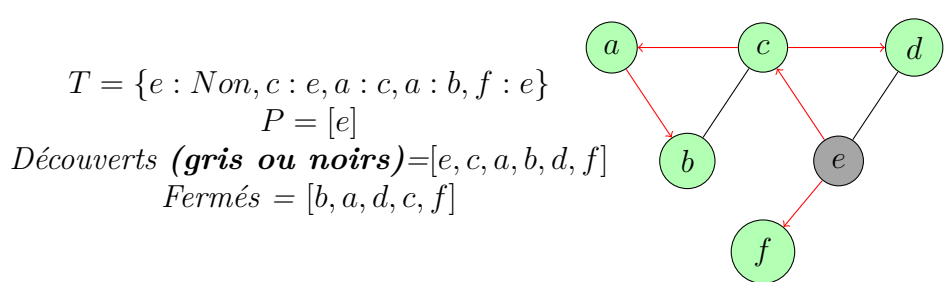 T = {e : Non, c : e, a : c, a : b, f : e}
P = [e]
Découverts (gris ou noirs)=[e, c, a, b, d, f]
Fermés = [b, a, d, c, f]
a
c
d
b
e
f